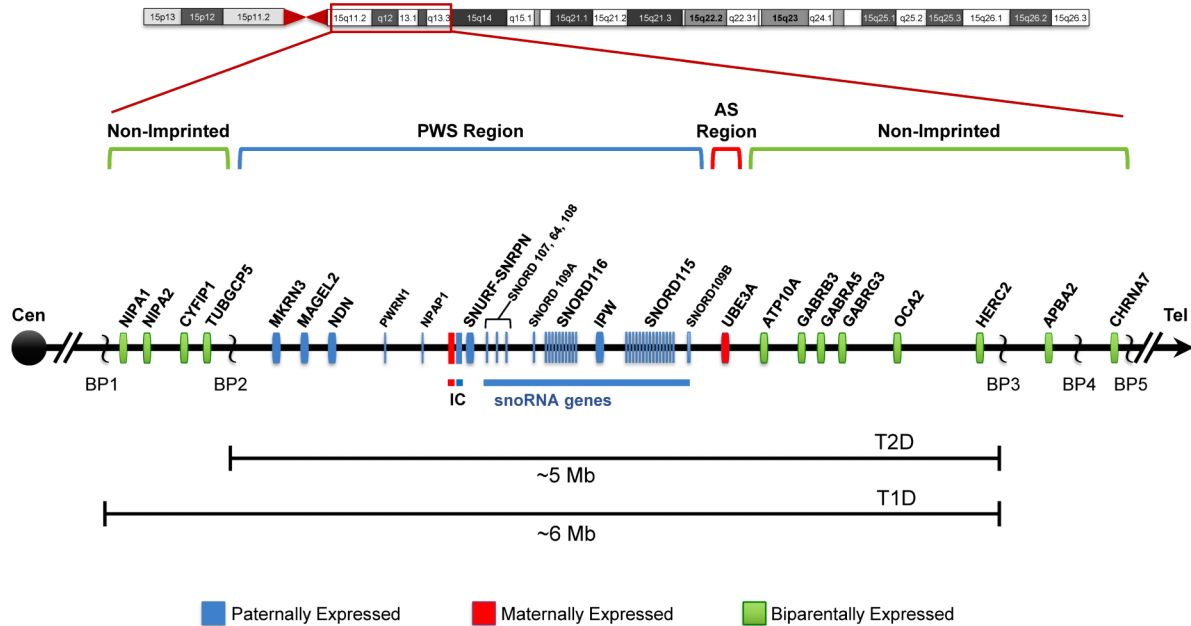 15p13 15p12 15p11.2 15q11.2 q12 13.1 q13.3 15q14 q15.1 15q21.1 15q21.2 15q21.3 15q22.2 q22.31 15q23 q24.1 15q25.1 q25.2 15q25.3 15q26.1 15q26.2 15q26.3
Non-Imprinted PWS Region AS Region Non-Imprinted
NIPA1 NIPA2 CYFIP1 TUBGCP5 MKRN3 MAGEL2 NDN PWRN1 NPAP1 SNURF-SNRPN SNORD 107, 64, 108 SNORD 109A SNORD116 IPW SNORD115 SNORD109B UBE3A ATP10A GABRB3 GABRA5 GABRG3 OCA2 HERC2 APBA2 CHRNA7
Cen Tel
BP1 BP2 BP3 BP4 BP5
IC snoRNA genes
T2D
~5 Mb
T1D
~6 Mb
Paternally Expressed Maternally Expressed Biparentally Expressed